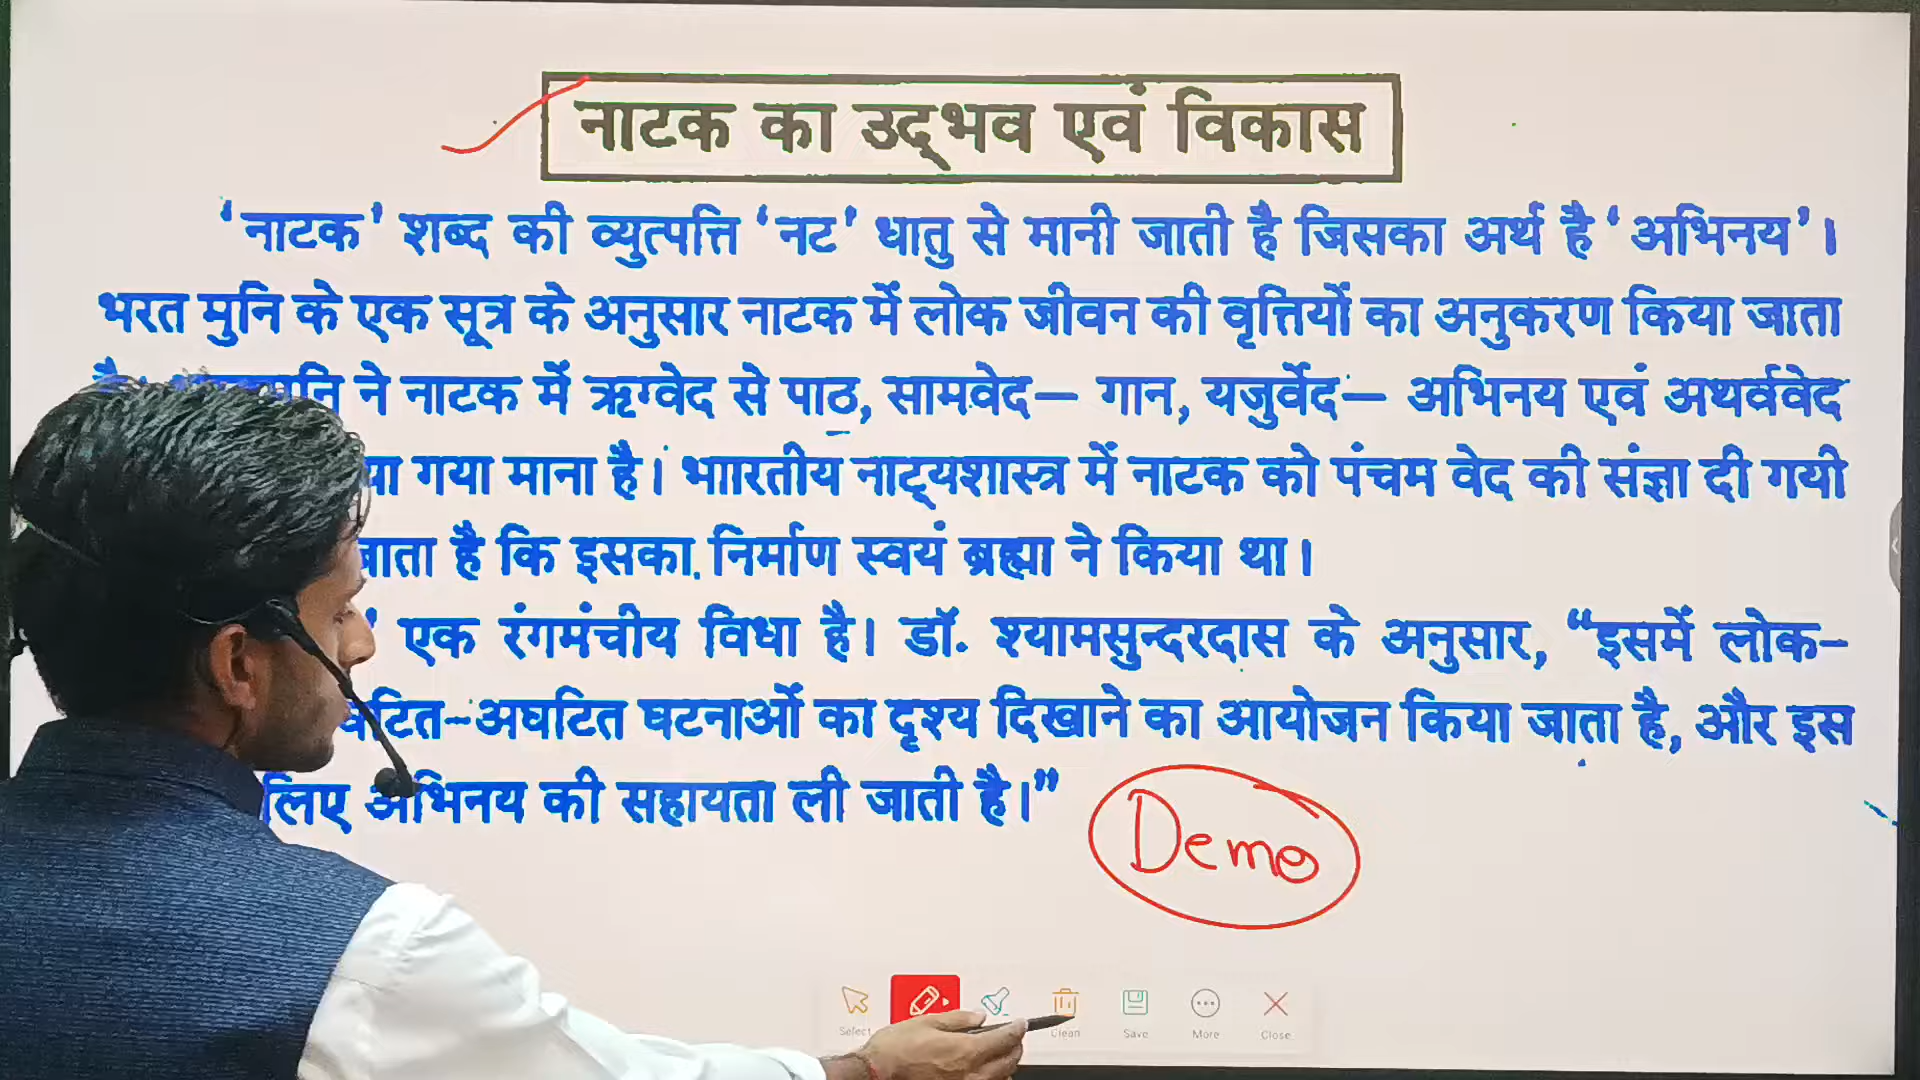 नाटक का उद्‌भव एवं विकास
'नाटक' शब्द की व्युत्पत्ति 'नट' धातु से मानी जाती है जिसका अर्थ है 'अभिनय'।
भरत मुनि के एक सूत्र के अनुसार नाटक में लोक जीवन की वृत्तियों का अनुकरण किया जाता
ने नाटक में ऋग्वेद से पाठ, सामवेद— गान, यजुर्वेद— अभिनय एवं अथर्ववेद
गया माना है। भाारतीय नाट्‌यशास्त्र में नाटक को पंचम वेद की संज्ञा दी गयी
जाता है कि इसका निर्माण स्वयं ब्रह्मा ने किया था।
एक रंगमंचीय विधा है। डॉ. श्यामसुन्दरदास के अनुसार, “इसमें लोक–
घटित–अघटित घटनाओं का दृश्य दिखाने का आयोजन किया जाता है, और इस
लिए अभिनय की सहायता ली जाती है।”
Demo
Select Clean Save More Close